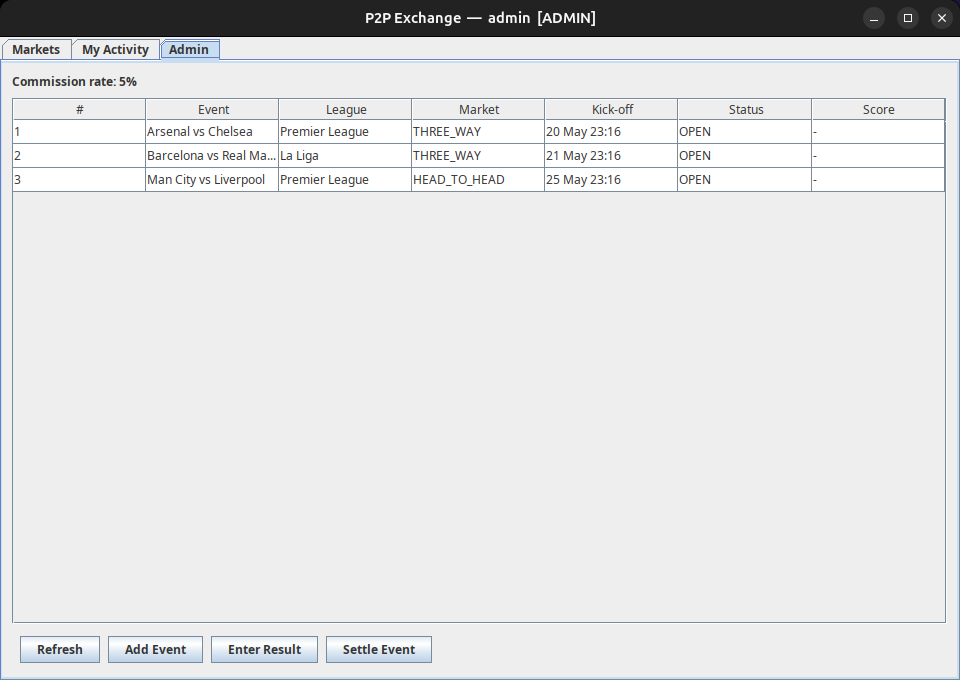 P2P Exchange — admin [ADMIN]
Markets My Activity Admin
Commission rate: 5%
# Event League Market Kick-off Status Score
1 Arsenal vs Chelsea Premier League THREE_WAY 20 May 23:16 OPEN -
2 Barcelona vs Real Ma... La Liga THREE_WAY 21 May 23:16 OPEN -
3 Man City vs Liverpool Premier League HEAD_TO_HEAD 25 May 23:16 OPEN -
Refresh Add Event Enter Result Settle Event